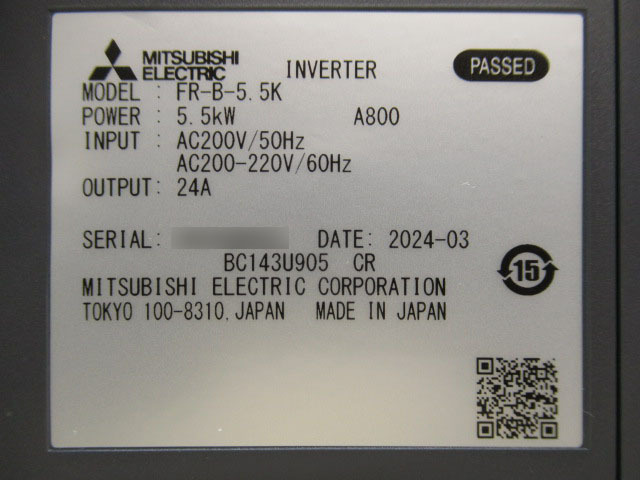 MITSUBISHI
ELECTRIC
INVERTER
PASSED
MODEL : FR-B-5.5K
POWER : 5.5kW A800
INPUT : AC200V/50Hz
AC200-220V/60Hz
OUTPUT: 24A
SERIAL: DATE: 2024-03
BC143U905 CR
15
MITSUBISHI ELECTRIC CORPORATION
TOKYO 100-8310, JAPAN MADE IN JAPAN